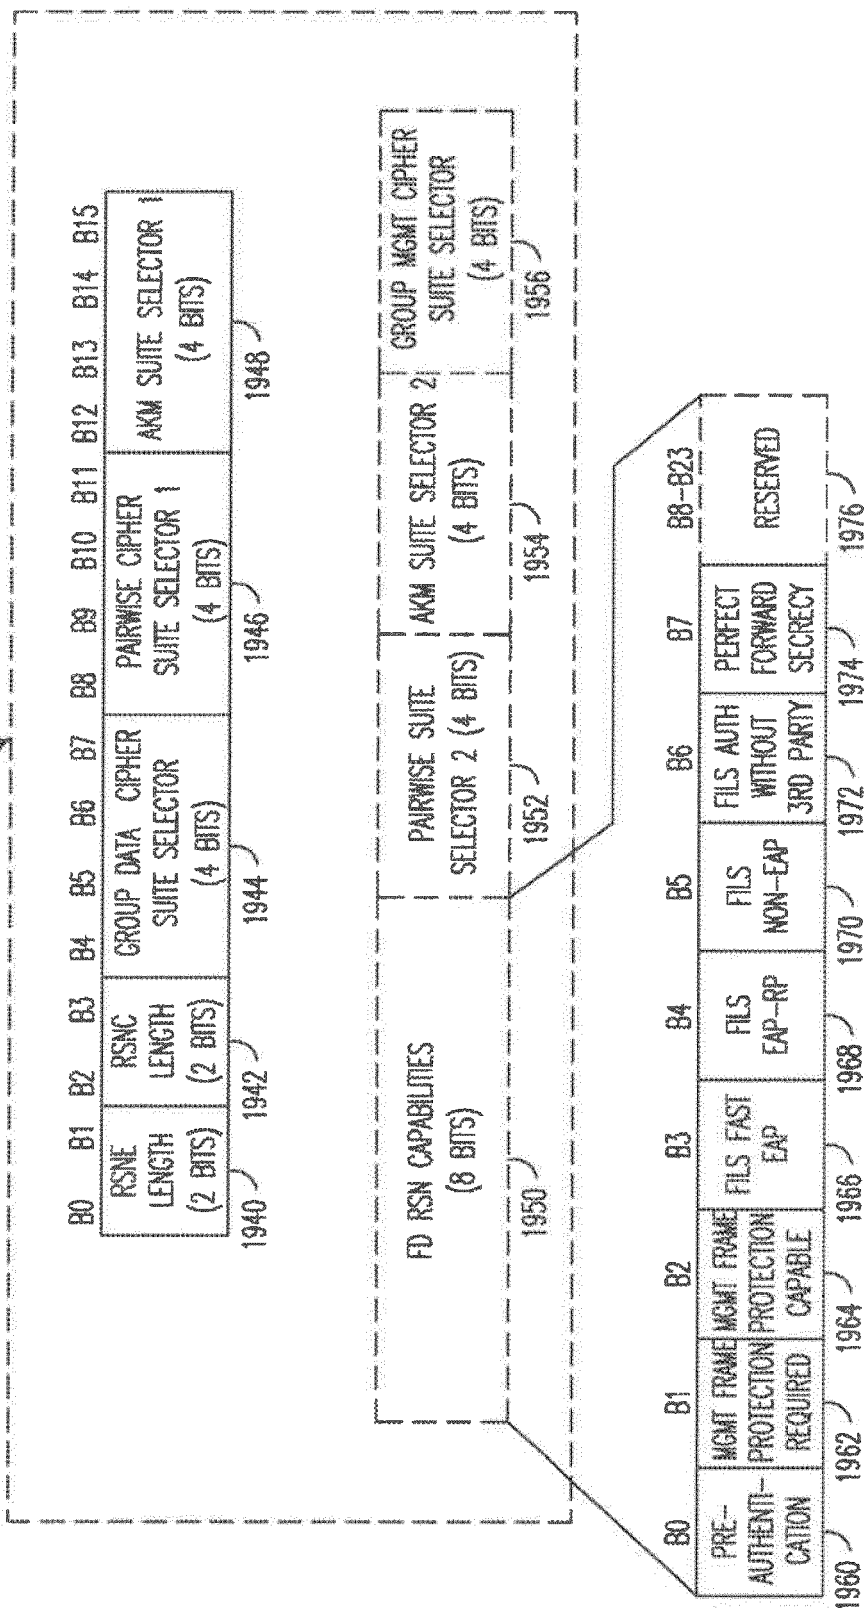 B0 B1 B2 B3 B4 B5 B6 B7 B8 B9 B10 B11 B12 B13 B14 B15
RSNE
LENGTH
(2 BITS)
RSNC
LENGTH
(2 BITS)
GROUP DATA CIPHER
SUITE SELECTOR
(4 BITS)
PAIRWISE CIPHER
SUITE SELECTOR 1
(4 BITS)
AKM SUITE SELECTOR 1
(4 BITS)
1940
1942
1944
1946
1948
FD RSN CAPABILITIES
(8 BITS)
PAIRWISE SUITE
SELECTOR 2 (4 BITS)
AKM SUITE SELECTOR 2
(4 BITS)
GROUP MGMT CIPHER
SUITE SELECTOR
(4 BITS)
1950
1952
1954
1956
B0 B1 B2 B3 B4 B5 B6 B7 B8-B23
PRE-
AUTHENTI-
CATION
MGMT FRAME
PROTECTION
REQUIRED
MGMT FRAME
PROTECTION
CAPABLE
FILS FAST
EAP
FILS
EAP-RP
FILS
NON-EAP
FILS AUTH
WITHOUT
3RD PARTY
PERFECT
FORWARD
SECRECY
RESERVED
1960
1962
1964
1966
1968
1970
1972
1974
1976